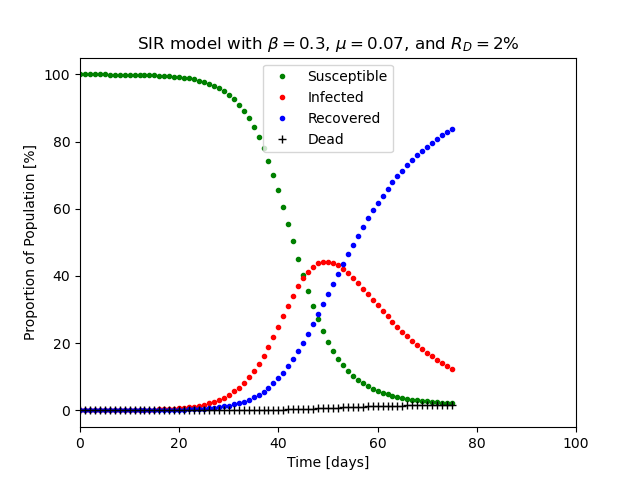 SIR model with β = 0.3, μ = 0.07, and R_D = 2%
100
80
60
40
20
0
Proportion of Population [%]
Susceptible
Infected
Recovered
Dead
0 20 40 60 80 100
Time [days]